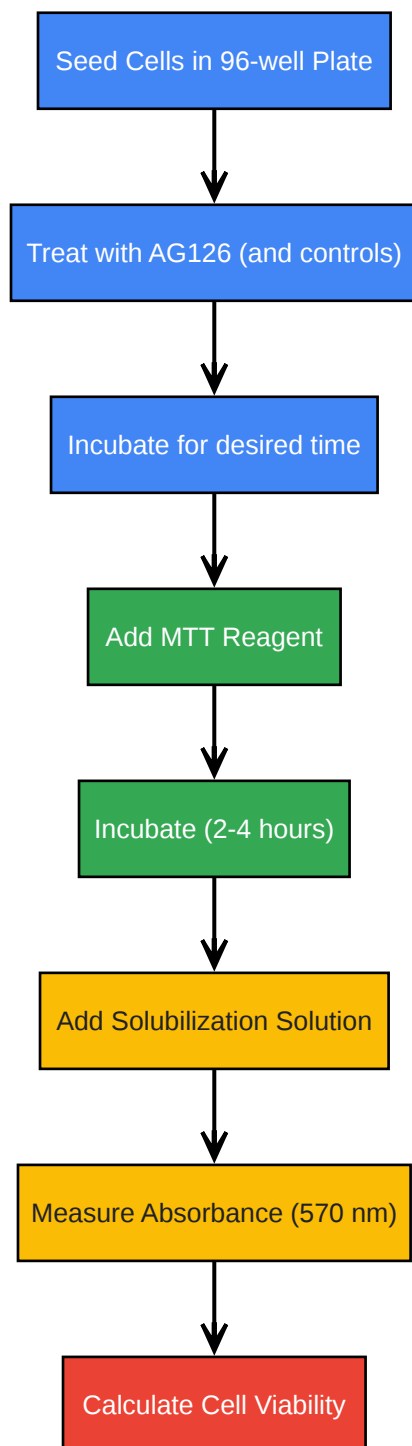 Seed Cells in 96-well Plate
Treat with AG126 (and controls)
Incubate for desired time
Add MTT Reagent
Incubate (2-4 hours)
Add Solubilization Solution
Measure Absorbance (570 nm)
Calculate Cell Viability